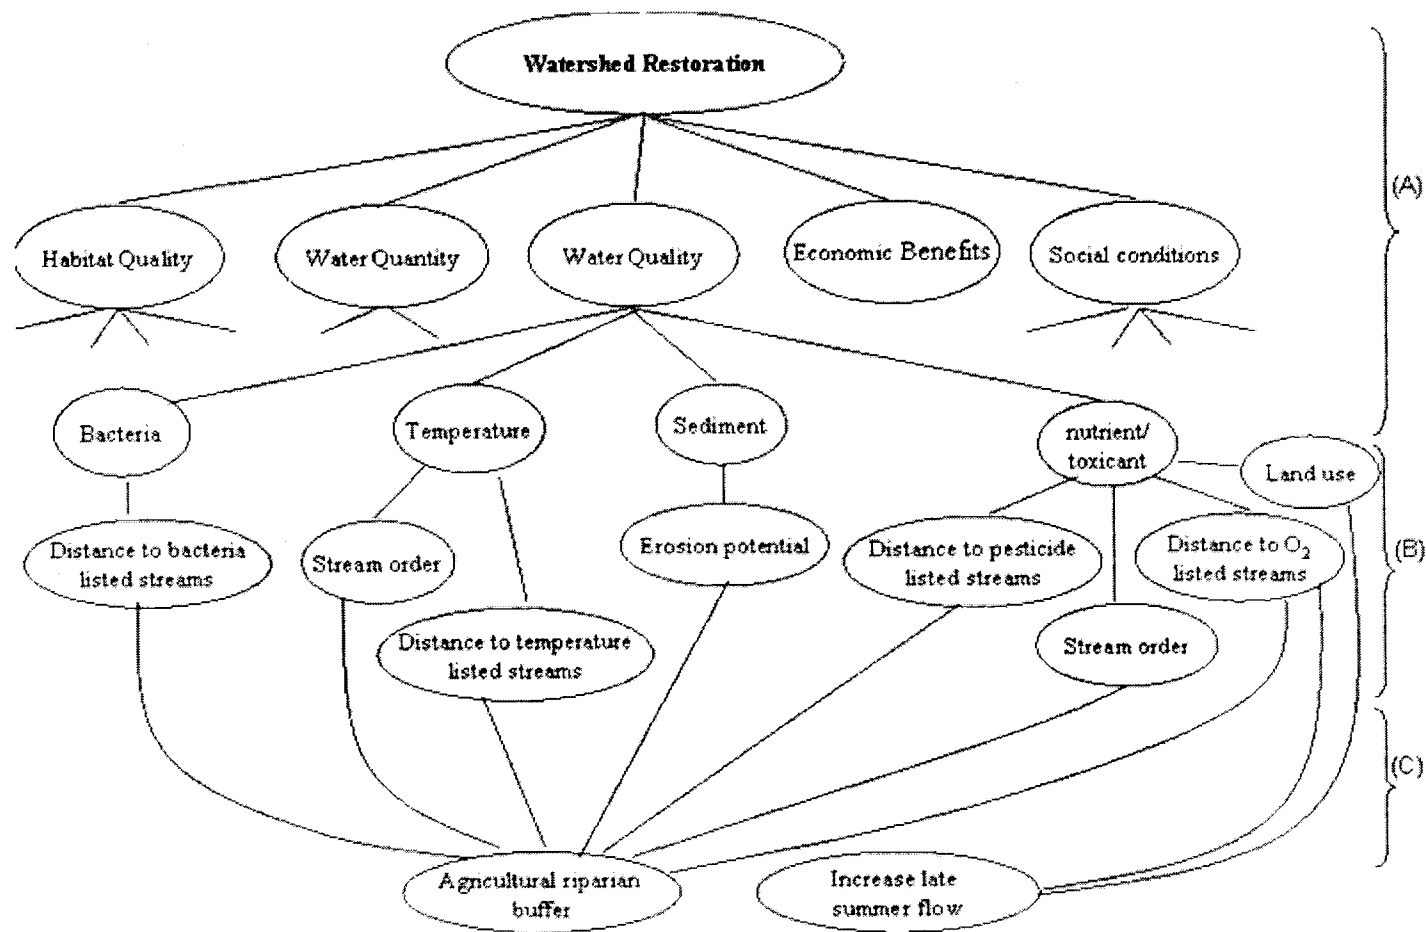 Watershed Restoration
(A)
Habitat Quality
Water Quantity
Water Quality
Economic Benefits
Social conditions
Bacteria
Temperature
Sediment
nutrient/
toxicant
Land use
(B)
Distance to bacteria
listed streams
Stream order
Erosion potential
Distance to pesticide
listed streams
Distance to O₂
listed streams
Distance to temperature
listed streams
Stream order
(C)
Agricultural riparian
buffer
Increase late
summer flow